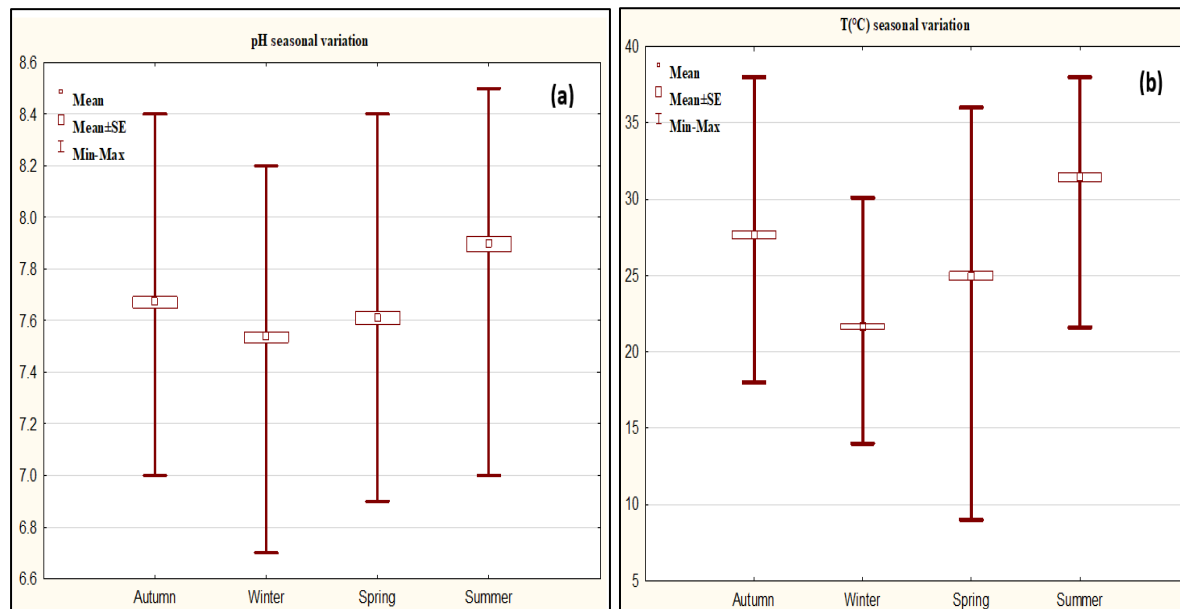 pH seasonal variation
8.6
8.4
8.2
8.0
7.8
7.6
7.4
7.2
7.0
6.8
6.6
Mean
Mean±SE
Min-Max
(a)
Autumn Winter Spring Summer
T(°C) seasonal variation
40
35
30
25
20
15
10
5
Mean
Mean±SE
Min-Max
(b)
Autumn Winter Spring Summer